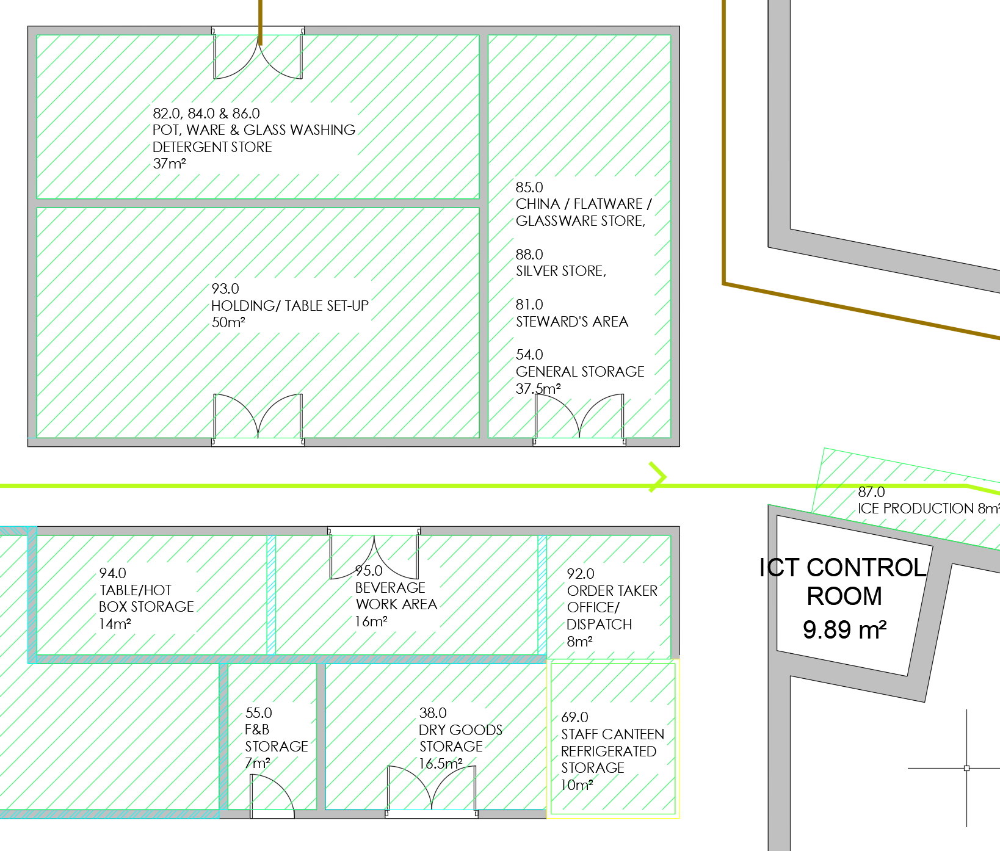 82.0, 84.0 & 86.0
POT, WARE & GLASS WASHING
DETERGENT STORE
37m²
85.0
CHINA / FLATWARE /
GLASSWARE STORE,
88.0
SILVER STORE,
81.0
STEWARD'S AREA
54.0
GENERAL STORAGE
37.5m²
93.0
HOLDING/ TABLE SET-UP
50m²
87.0
ICE PRODUCTION 8m²
94.0
TABLE/HOT
BOX STORAGE
14m²
95.0
BEVERAGE
WORK AREA
16m²
92.0
ORDER TAKER
OFFICE/
DISPATCH
8m²
ICT CONTROL
ROOM
9.89 m²
55.0
F&B
STORAGE
7m²
38.0
DRY GOODS
STORAGE
16.5m²
69.0
STAFF CANTEEN
REFRIGERATED
STORAGE
10m²